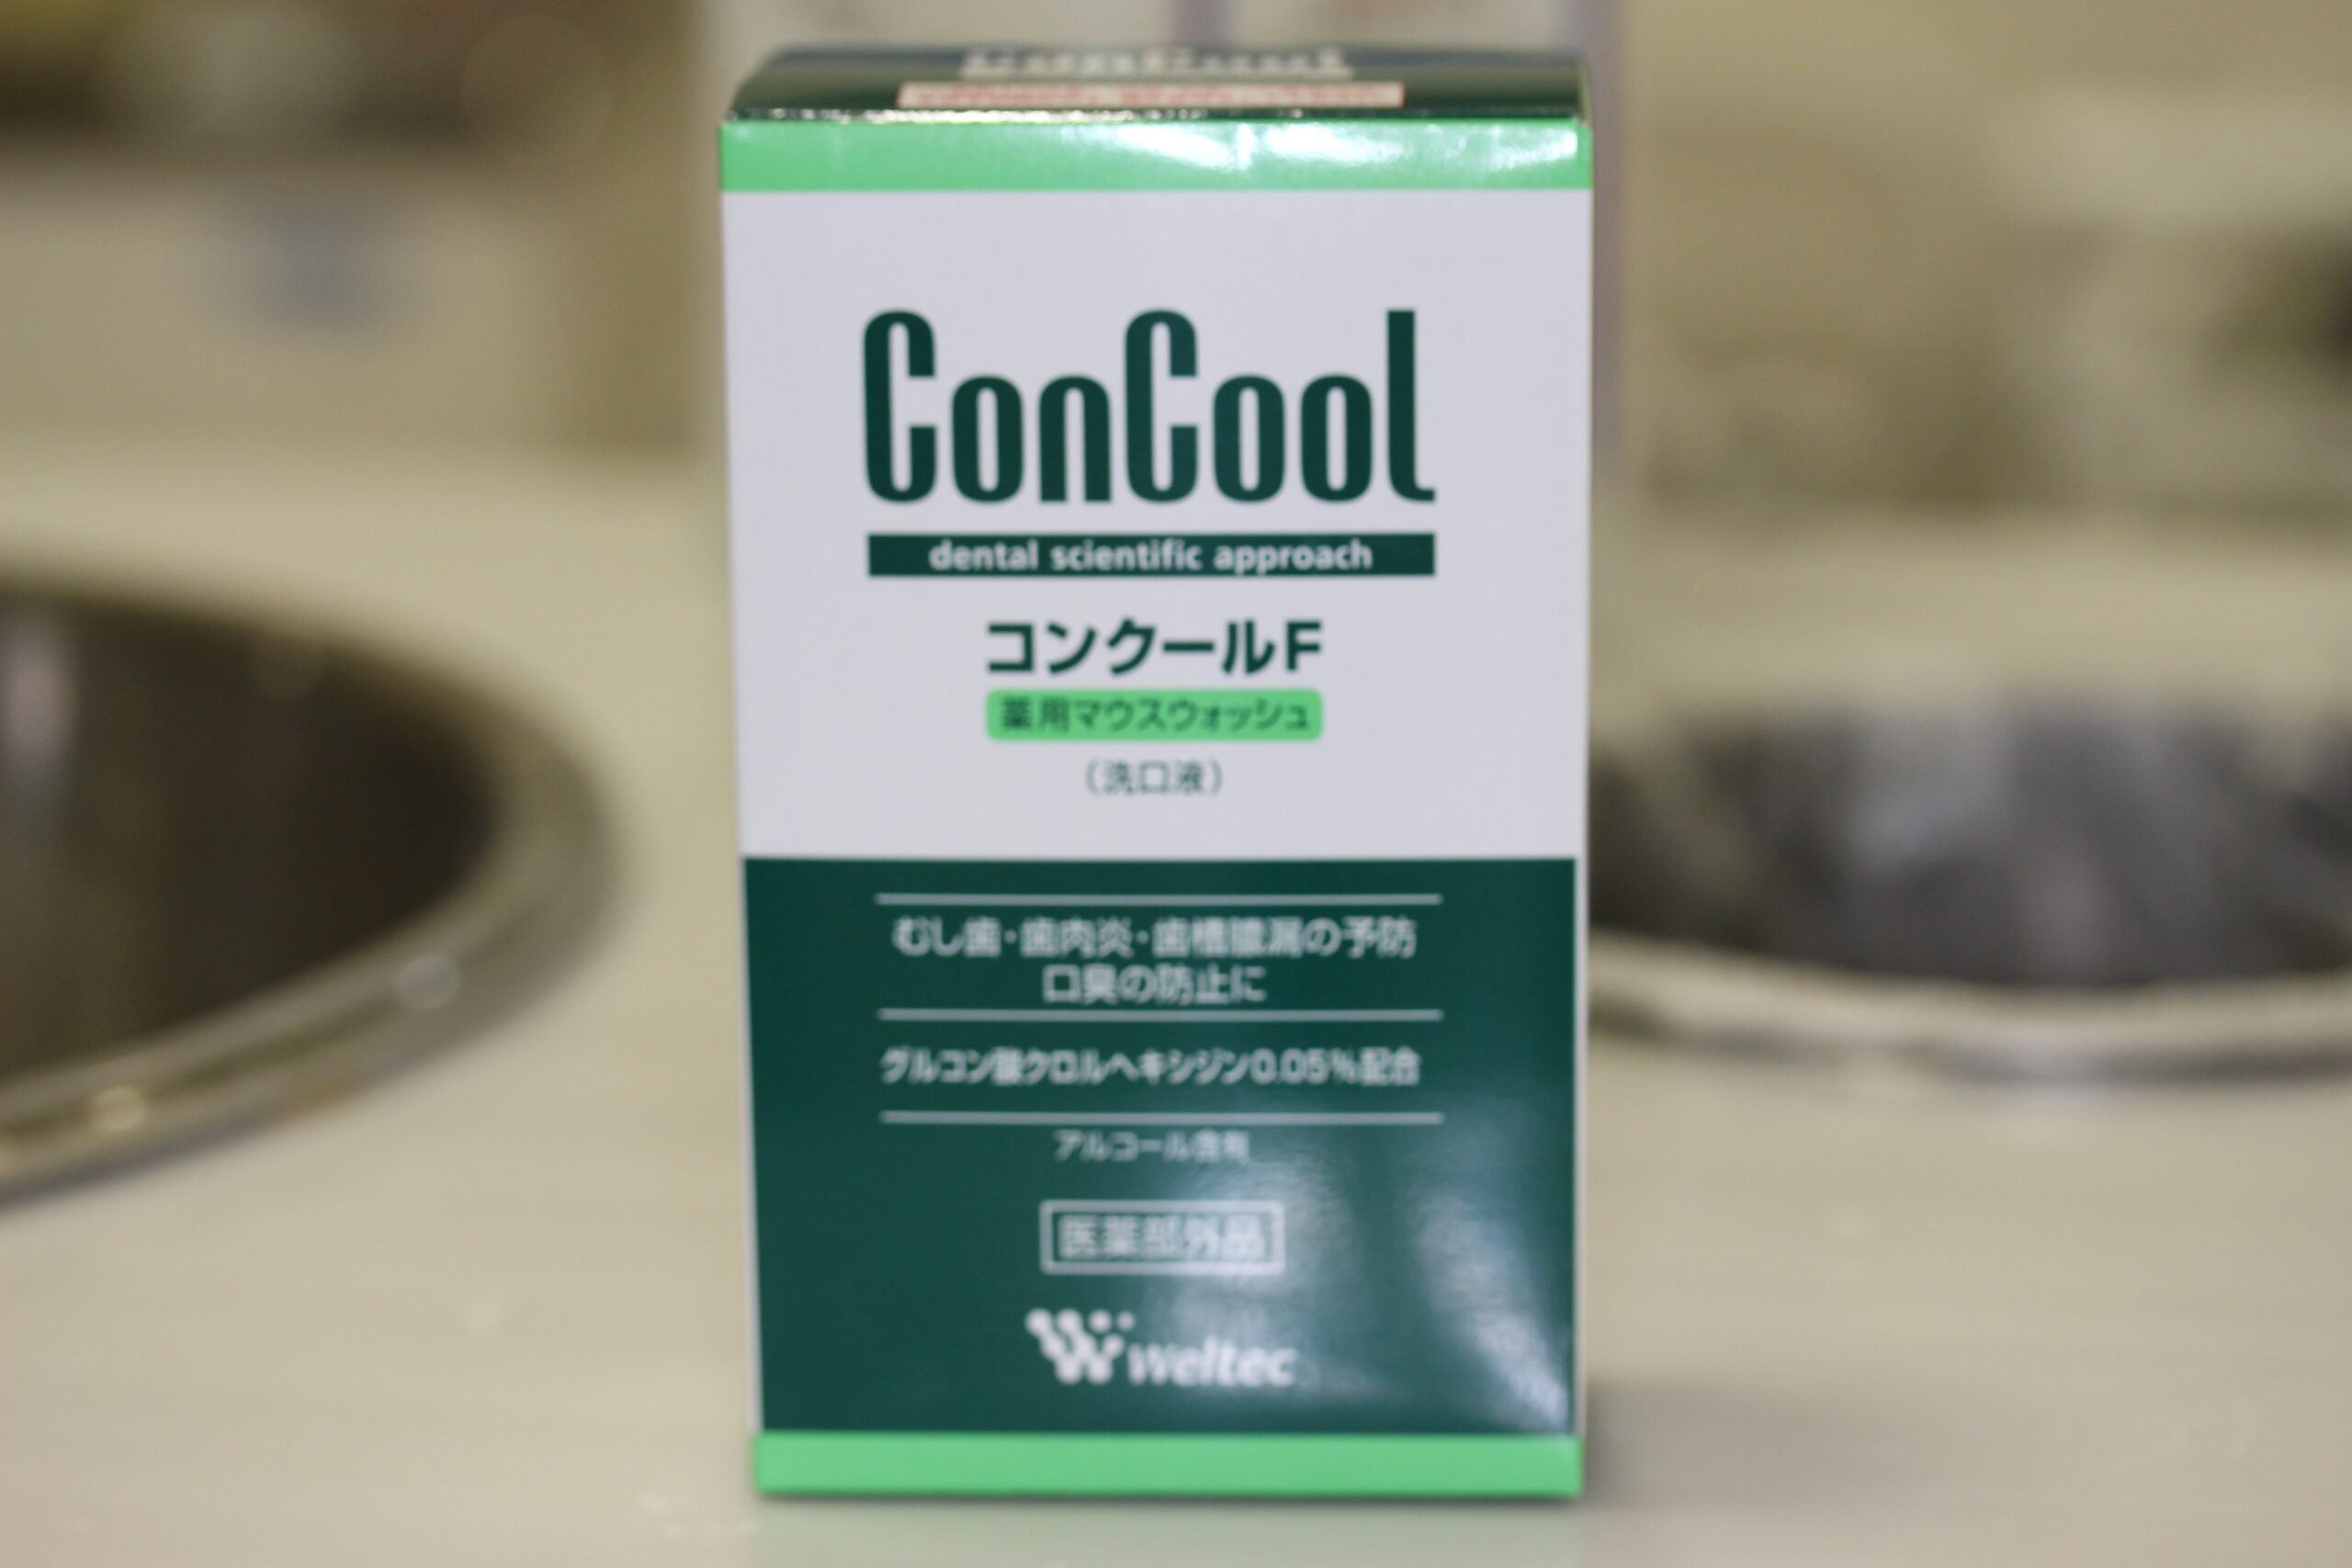 ConCool
ConCool
dental scientific approach
コンクールF
薬用マウスウォッシュ
(洗口液)
むし歯・歯肉炎・歯槽膿漏の予防
口臭の防止に
グルコン酸クロルヘキシジン0.05%配合
アルコール含有
医薬部外品
Weltec